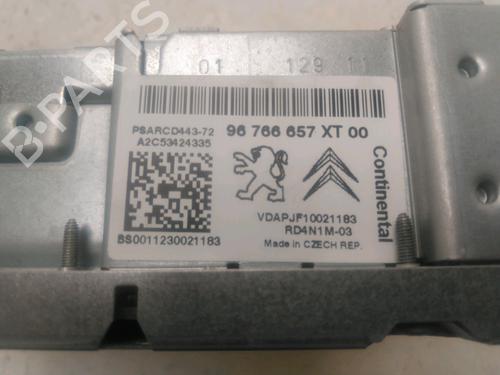 01 129 11
PSARCD443-72
A2C53424335
96 766 657 XT 00
Continental
VDAPJF10021183
RD4N1M-03
Made in CZECH REP.
BS0011230021183
B-PARTS